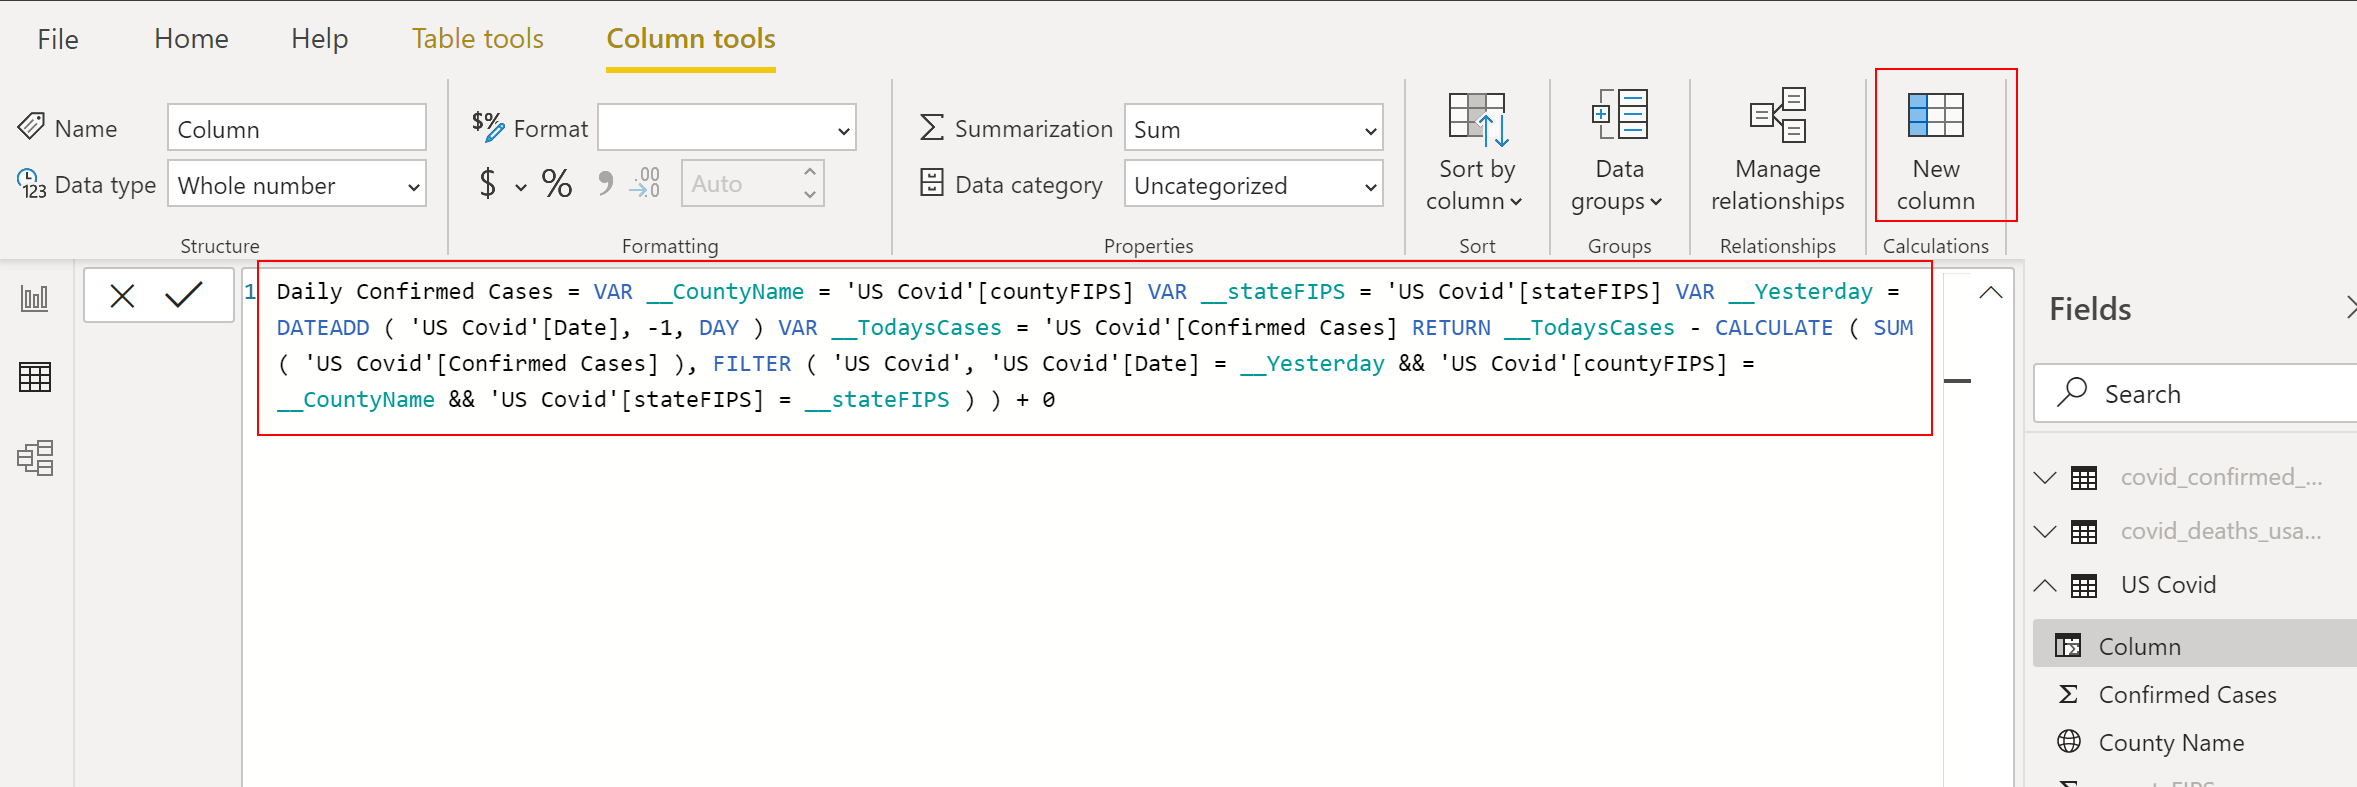 File Home Help Table tools Column tools
Name Column
Data type Whole number
Structure
$% Format
$ % , .00 →.0 Auto
Formatting
Summarization Sum
Data category Uncategorized
Properties
Sort by
column
Sort
Data
groups
Groups
Manage
relationships
Relationships
New
column
Calculations
1 Daily Confirmed Cases = VAR __CountyName = 'US Covid'[countyFIPS] VAR __stateFIPS = 'US Covid'[stateFIPS] VAR __Yesterday =
DATEADD ( 'US Covid'[Date], -1, DAY ) VAR __TodaysCases = 'US Covid'[Confirmed Cases] RETURN __TodaysCases - CALCULATE ( SUM
( 'US Covid'[Confirmed Cases] ), FILTER ( 'US Covid', 'US Covid'[Date] = __Yesterday && 'US Covid'[countyFIPS] =
__CountyName && 'US Covid'[stateFIPS] = __stateFIPS ) ) + 0
Fields
Search
covid_confirmed_...
covid_deaths_usa...
US Covid
Column
Confirmed Cases
County Name